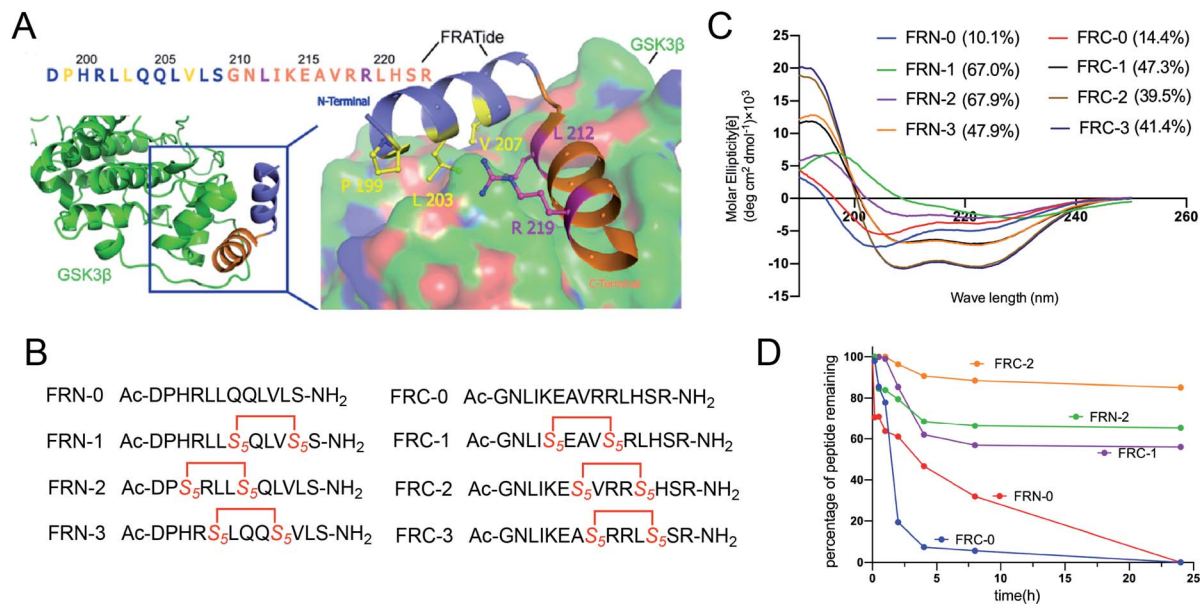 A
200 205 210 215 220
FRATide
DPHRLLQQLVLSGNLIKEAVRRLHSR
GSK3β
N-Terminal
L 212
V 207
P 199
L 203
R 219
C-Terminal
GSK3β
B
FRN-0 Ac-DPHRLLQQLVLS-NH2
FRN-1 Ac-DPHRLLS5QLVS5S-NH2
FRN-2 Ac-DPS5RLLS5QLVLS-NH2
FRN-3 Ac-DPHRS5LQQS5VLS-NH2
FRC-0 Ac-GNLIKEAVRRLHSR-NH2
FRC-1 Ac-GNLIS5EAVS5RLHSR-NH2
FRC-2 Ac-GNLIKES5VRRS5HSR-NH2
FRC-3 Ac-GNLIKEAS5RRLS5SR-NH2
C
FRN-0 (10.1%) FRC-0 (14.4%)
FRN-1 (67.0%) FRC-1 (47.3%)
FRN-2 (67.9%) FRC-2 (39.5%)
FRN-3 (47.9%) FRC-3 (41.4%)
Molar Ellipticity[è]
(deg cm2 dmol-1)×103
25
20
15
10
5
0
-5
-10
-15
200 220 240 260
Wave length (nm)
D
percentage of peptide remaining
100
80
60
40
20
0
FRC-2
FRN-2
FRC-1
FRN-0
FRC-0
0 5 10 15 20 25
time(h)